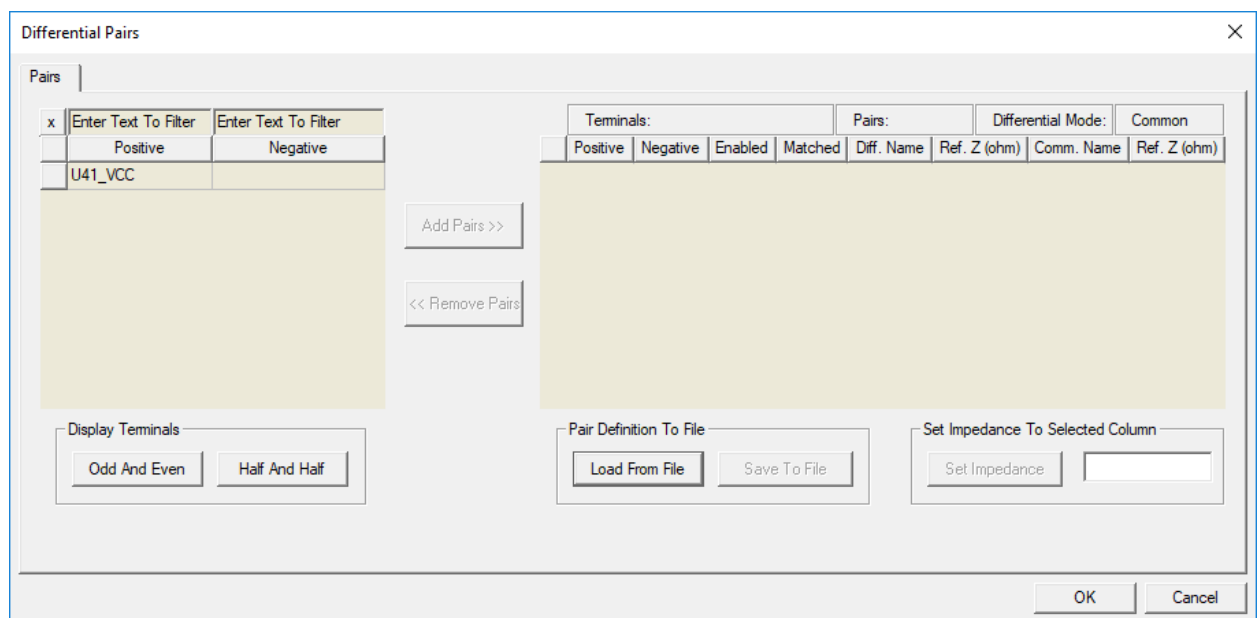 Differential Pairs
Pairs
x Enter Text To Filter Enter Text To Filter
Positive Negative
U41_VCC
Add Pairs >>
<< Remove Pairs
Terminals: Pairs: Differential Mode: Common
Positive Negative Enabled Matched Diff. Name Ref. Z (ohm) Comm. Name Ref. Z (ohm)
Display Terminals
Odd And Even Half And Half
Pair Definition To File
Load From File Save To File
Set Impedance To Selected Column
Set Impedance
OK Cancel